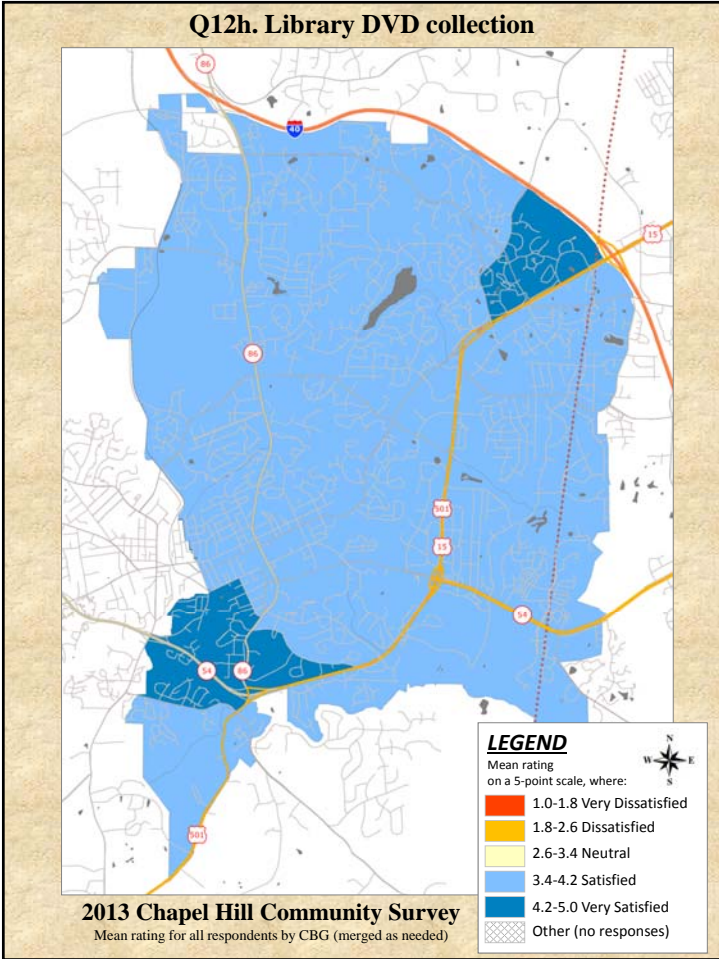 Q12h. Library DVD collection
86
40
15
86
501
15
54
54
86
501
LEGEND
N
W E
S
Mean rating
on a 5-point scale, where:
1.0-1.8 Very Dissatisfied
1.8-2.6 Dissatisfied
2.6-3.4 Neutral
3.4-4.2 Satisfied
4.2-5.0 Very Satisfied
Other (no responses)
2013 Chapel Hill Community Survey
Mean rating for all respondents by CBG (merged as needed)